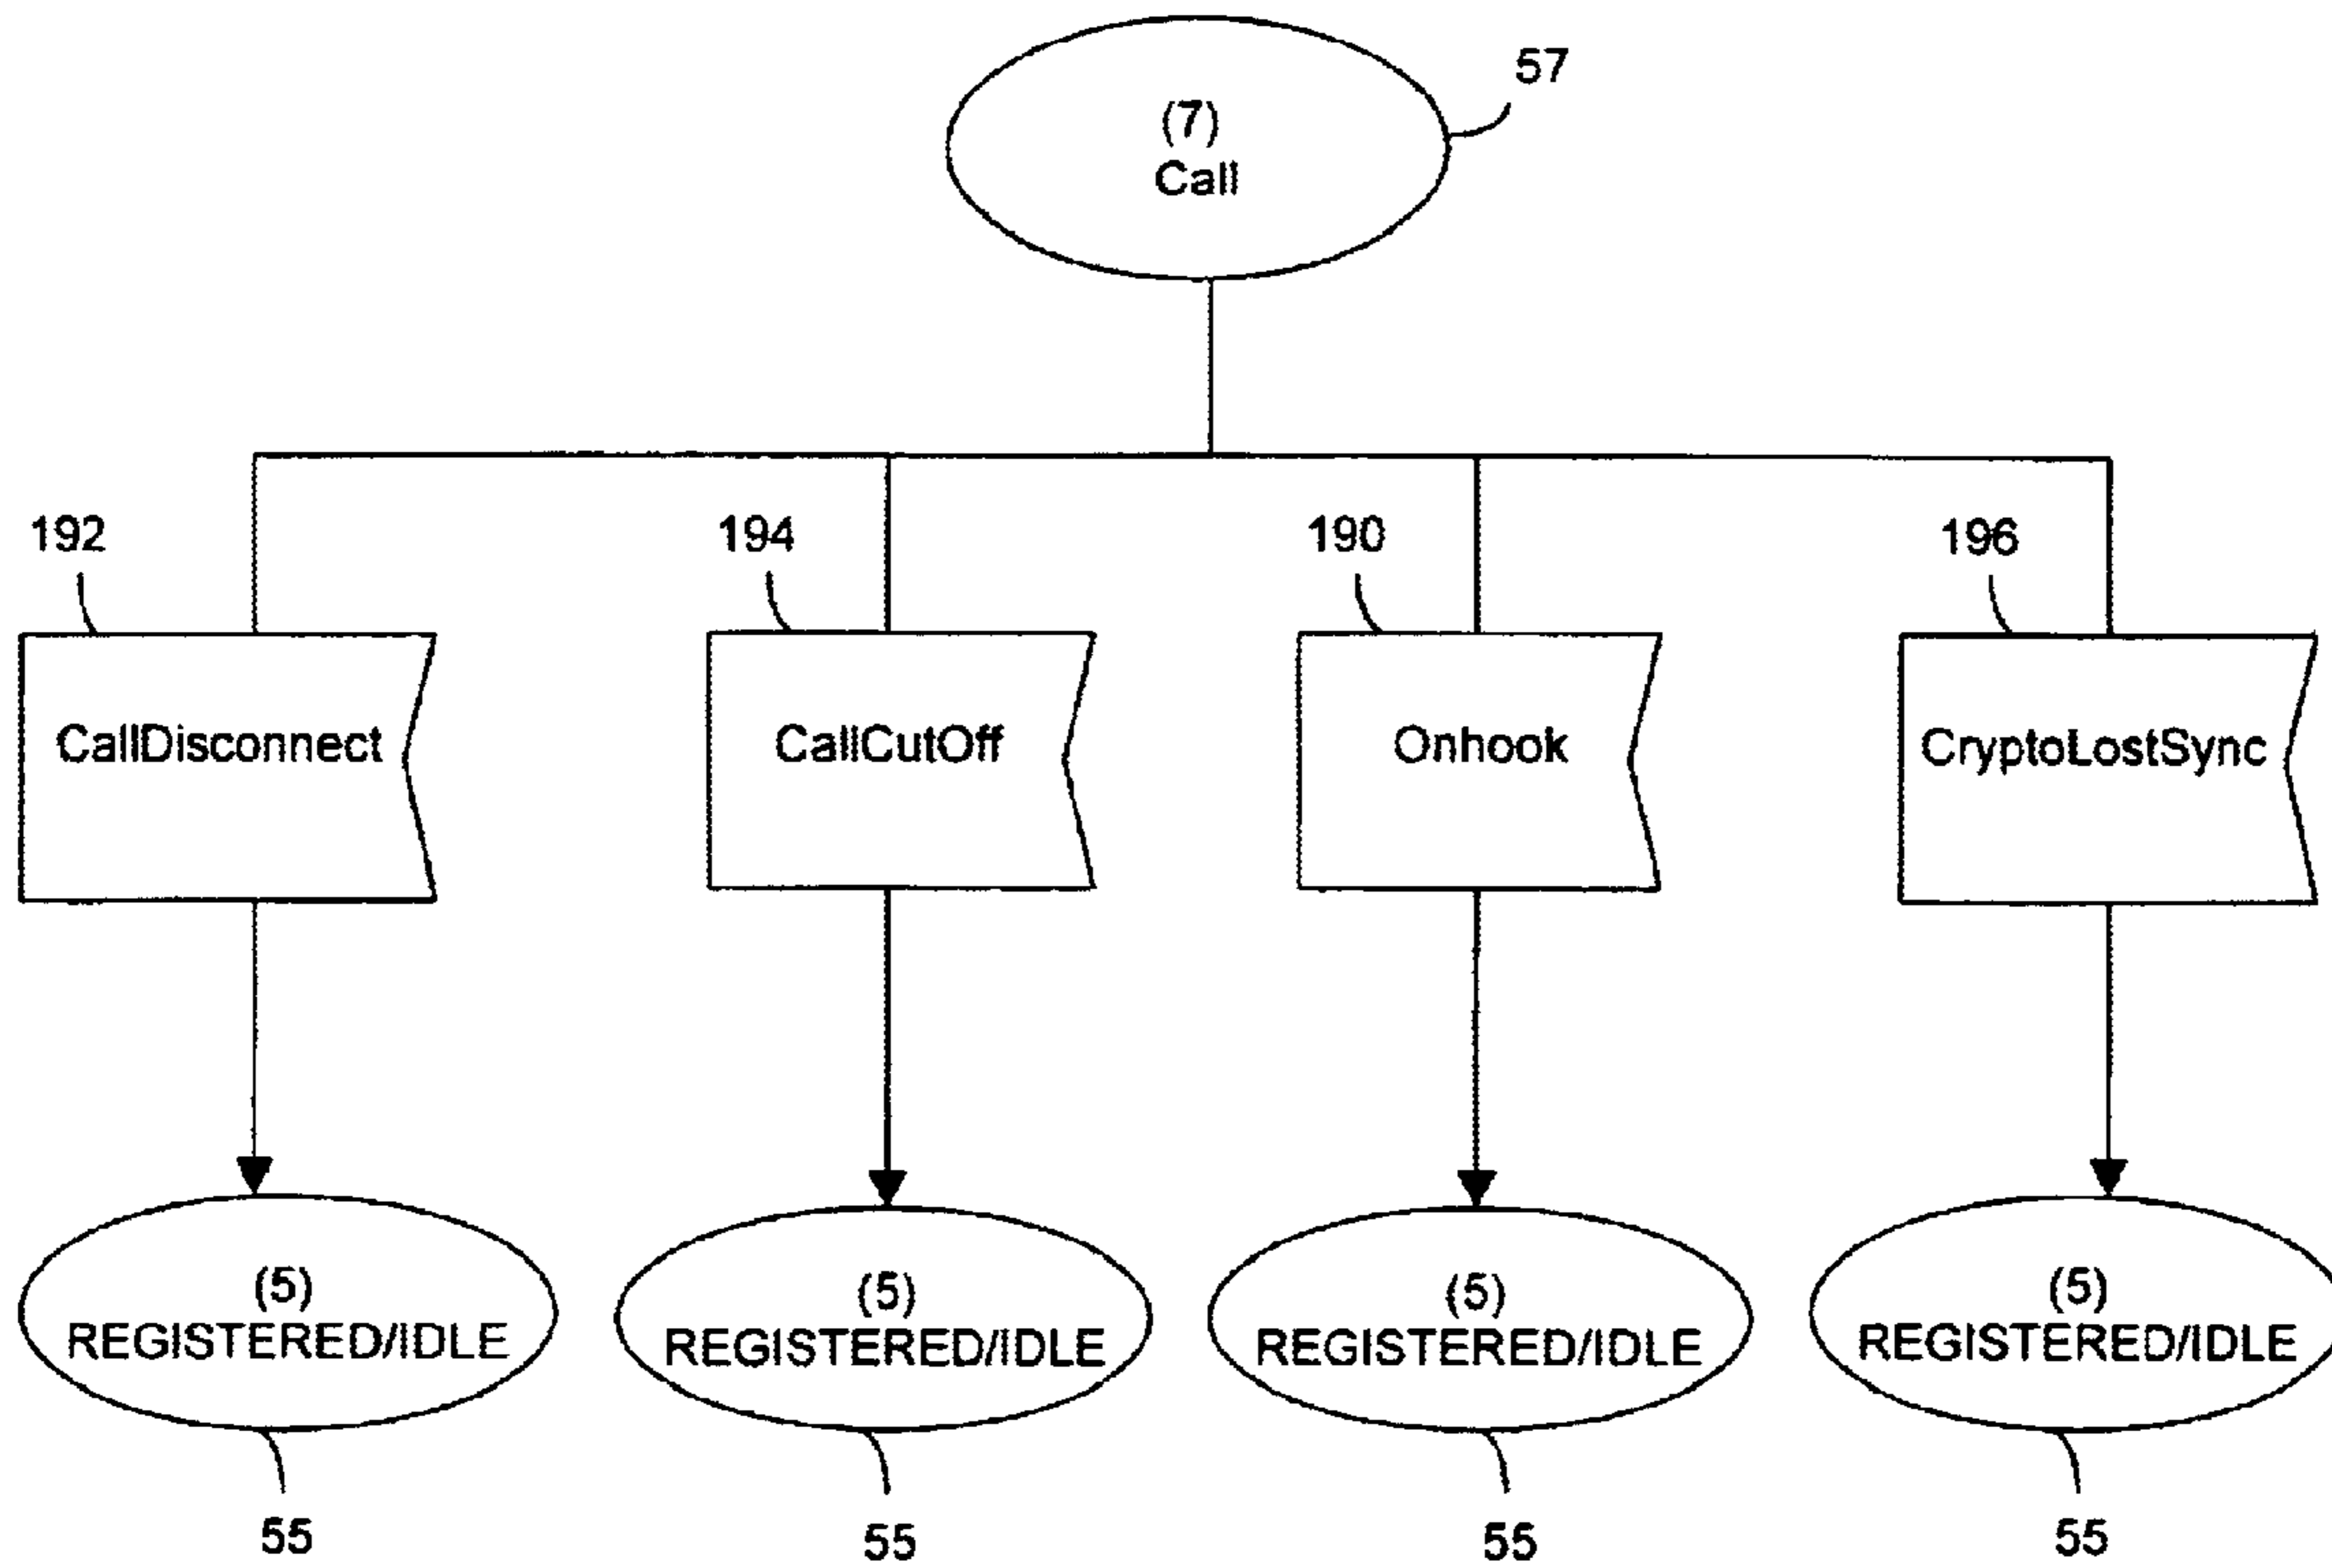 57
(7)
Call
192
194
190
196
CallDisconnect
CallCutOff
Onhook
CryptoLostSync
(5)
REGISTERED/IDLE
(5)
REGISTERED/IDLE
(5)
REGISTERED/IDLE
(5)
REGISTERED/IDLE
55
55
55
55